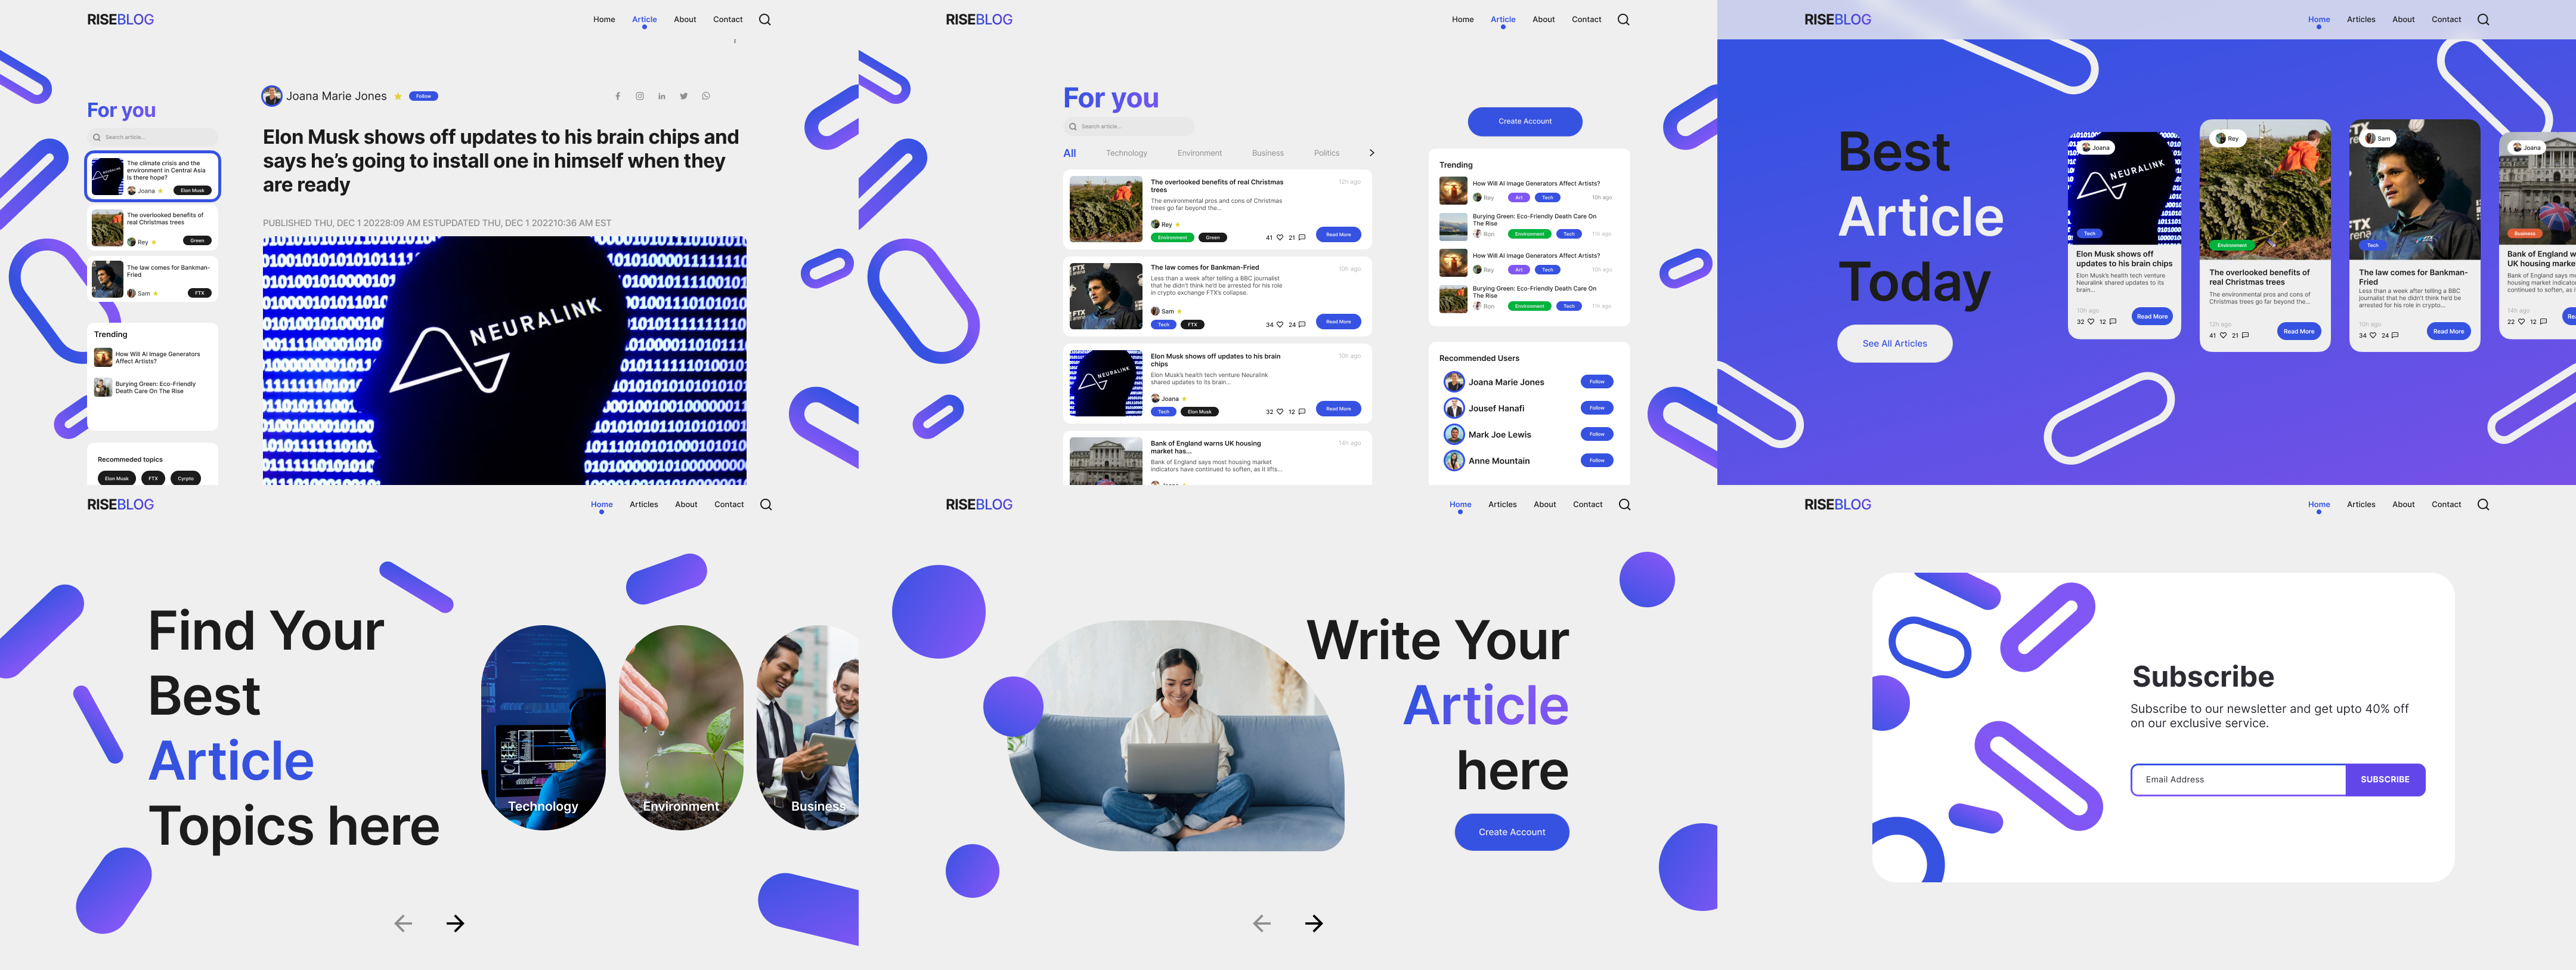 RISEBLOG
Home Article About Contact
For you
Search article...
The climate crisis and the
environment in Central Asia
Is there hope?
Joana
Elon Musk
The overlooked benefits of
real Christmas trees
Rey
Green
The law comes for Bankman-
Fried
Sam
FTX
Trending
How Will AI Image Generators
Affect Artists?
Burying Green: Eco-Friendly
Death Care On The Rise
Recommeded topics
Elon Musk FTX Cyrpto
Joana Marie Jones
Follow
Elon Musk shows off updates to his brain chips and
says he's going to install one in himself when they
are ready
PUBLISHED THU, DEC 1 20228:09 AM ESTUPDATED THU, DEC 1 202210:36 AM EST
NEURALINK
RISEBLOG
Home Article About Contact
For you
Search article...
All Technology Environment Business Politics
The overlooked benefits of real Christmas
trees
12h ago
The environmental pros and cons of Christmas
trees go far beyond the...
Rey
Environment Green
41 21
Read More
The law comes for Bankman-Fried
10h ago
Less than a week after telling a BBC journalist
that he didn't think he'd be arrested for his role
in crypto exchange FTX's collapse.
Sam
Tech FTX
34 24
Read More
Elon Musk shows off updates to his brain
chips
10h ago
Elon Musk's health tech venture Neuralink
shared updates to its brain...
Joana
Tech Elon Musk
32 12
Read More
NEURALINK
Bank of England warns UK housing
market has...
14h ago
Bank of England says most housing market
indicators have continued to soften, as it lifts...
Create Account
Trending
How Will AI Image Generators Affect Artists?
Rey Art Tech 10h ago
Burying Green: Eco-Friendly Death Care On
The Rise
Ron Environment Tech 11h ago
How Will AI Image Generators Affect Artists?
Rey Art Tech 10h ago
Burying Green: Eco-Friendly Death Care On
The Rise
Ron Environment Tech 11h ago
Recommended Users
Joana Marie Jones Follow
Jousef Hanafi Follow
Mark Joe Lewis Follow
Anne Mountain Follow
RISEBLOG
Home Articles About Contact
Best
Article
Today
See All Articles
Joana
NEURALINK
Tech
Elon Musk shows off
updates to his brain chips
Elon Musk's health tech venture
Neuralink shared updates to its
brain...
10h ago
32 12
Read More
Rey
Environment
The overlooked benefits of
real Christmas trees
The environmental pros and cons of
Christmas trees go far beyond the...
12h ago
41 21
Read More
Sam
FTX
Tech
The law comes for Bankman-
Fried
Less than a week after telling a BBC
journalist that he didn't think he'd be
arrested for his role in crypto...
10h ago
34 24
Read More
Joana
Business
Bank of England w
UK housing marke
Bank of England says m
housing market indicat
continued to soften, as i
14h ago
22 12
RISEBLOG
Home Articles About Contact
Find Your
Best
Article
Topics here
Technology
Environment
Business
RISEBLOG
Home Articles About Contact
Write Your
Article
here
Create Account
RISEBLOG
Home Articles About Contact
Subscribe
Subscribe to our newsletter and get upto 40% off
on our exclusive service.
Email Address
SUBSCRIBE